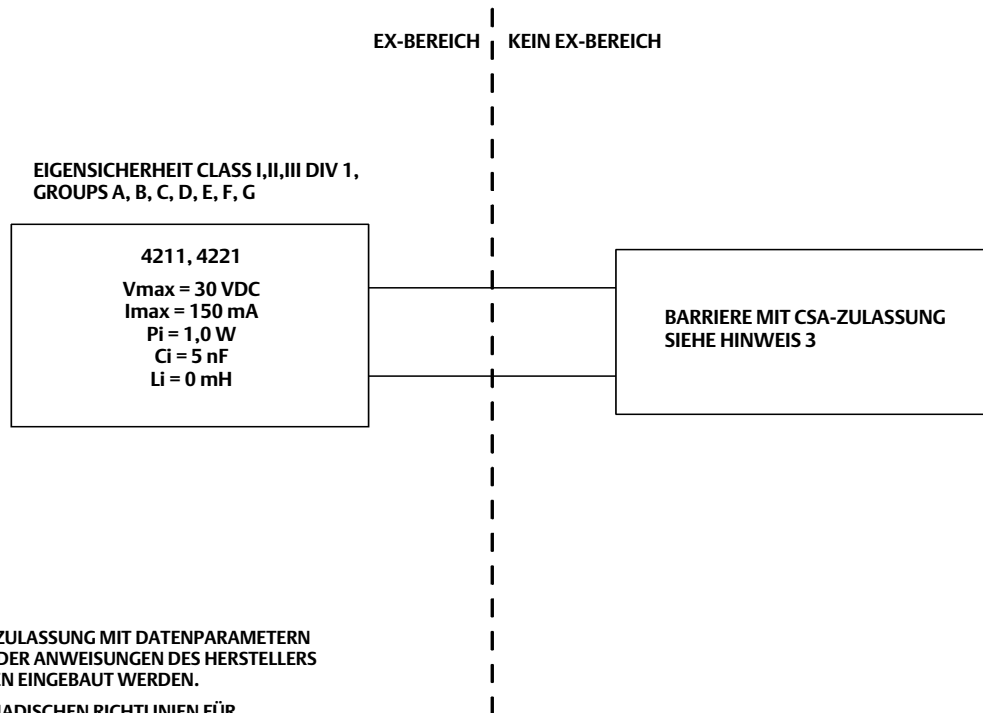 EX-BEREICH
KEIN EX-BEREICH
EIGENSICHERHEIT CLASS I,II,III DIV 1,
GROUPS A, B, C, D, E, F, G
4211, 4221
Vmax = 30 VDC
Imax = 150 mA
Pi = 1,0 W
Ci = 5 nF
Li = 0 mH
BARRIERE MIT CSA-ZULASSUNG
SIEHE HINWEIS 3
ZULASSUNG MIT DATENPARAMETERN
DER ANWEISUNGEN DES HERSTELLERS
EINGEBAUT WERDEN.
RICHTLINIEN FÜR